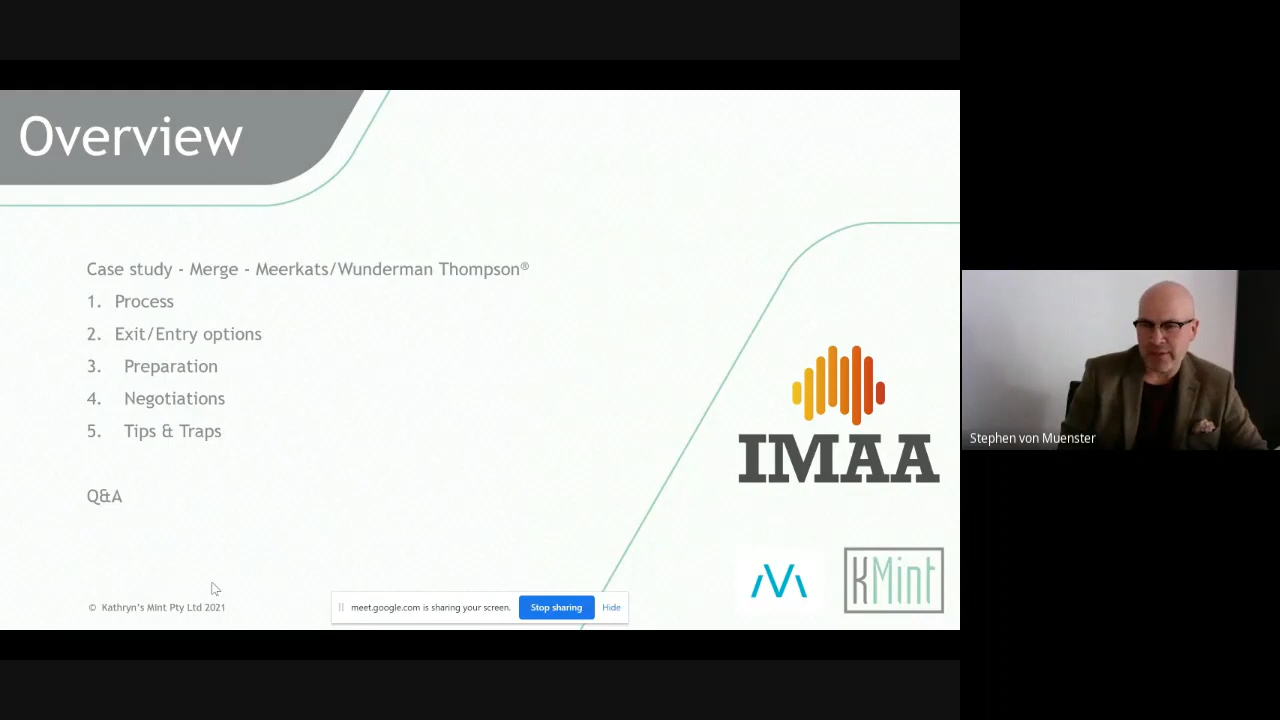 Overview
Case study - Merge - Meerkats/Wunderman Thompson®
1. Process
2. Exit/Entry options
3. Preparation
4. Negotiations
5. Tips & Traps
Q&A
IMAA
KMint
© Kathryn's Mint Pty Ltd 2021
meet.google.com is sharing your screen. Stop sharing Hide
Stephen von Muenster